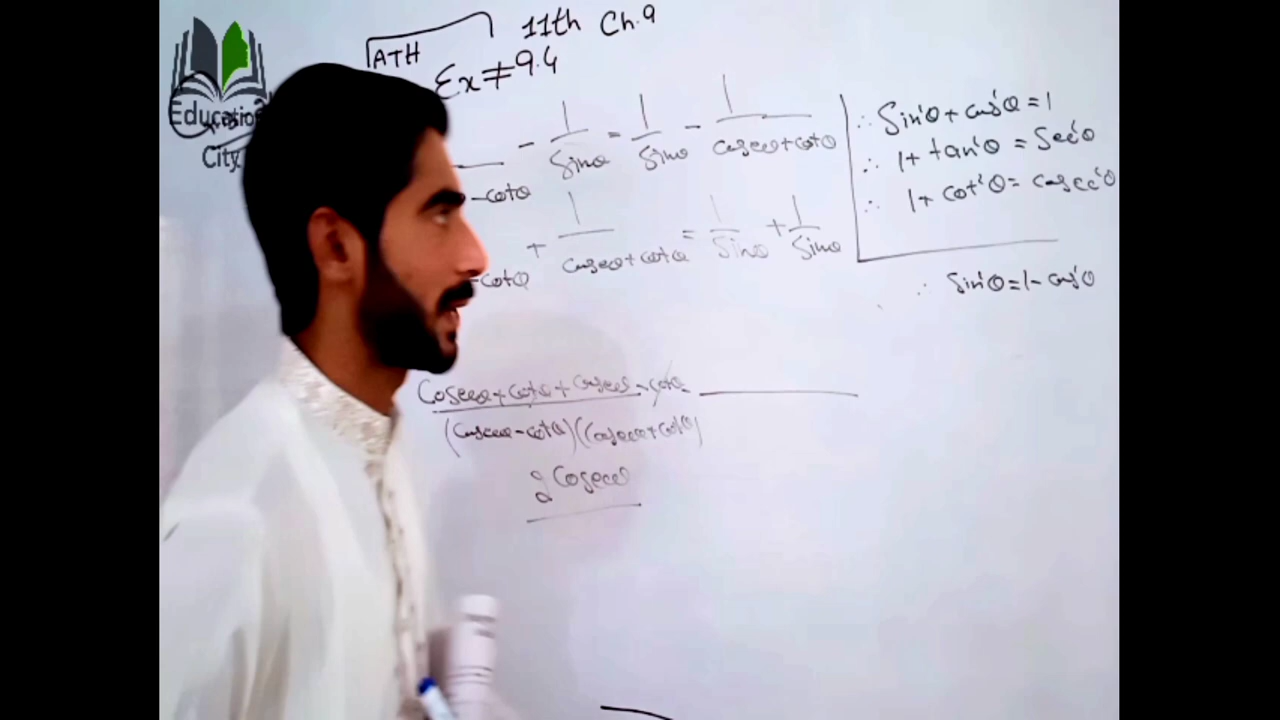 11th Ch.9
ATH
Ex≠9.4
Education
City
- 1/Sinθ = 1/Sinθ - 1/(cosecθ+cotθ)
-cotθ
+ 1/(cosecθ+cotθ) = 1/Sinθ + 1/Sinθ
-cotθ
∴ Sin²θ + cos²θ = 1
∴ 1 + tan²θ = Sec²θ
∴ 1 + cot²θ = cosec²θ
∴ Sin²θ = 1 - cos²θ
Cosecθ + cotθ + cosecθ - cotθ
(cosecθ - cotθ)(cosecθ + cotθ)
2 Cosecθ